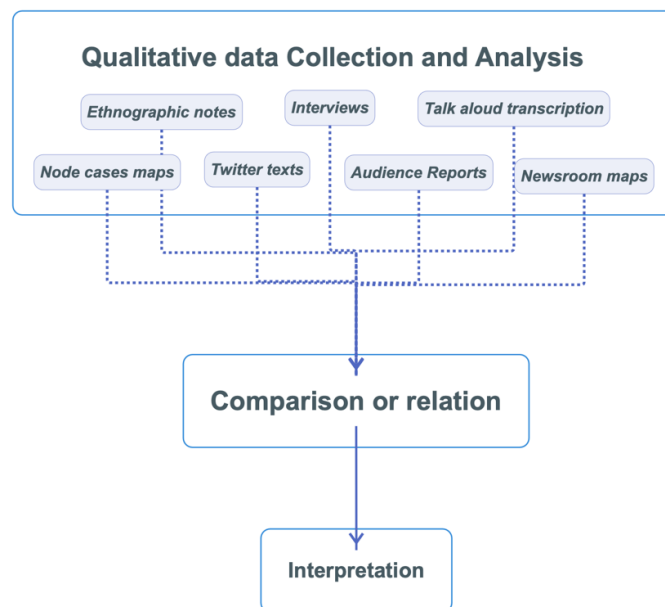 Qualitative data Collection and Analysis
Ethnographic notes
Interviews
Talk aloud transcription
Node cases maps
Twitter texts
Audience Reports
Newsroom maps
Comparison or relation
Interpretation